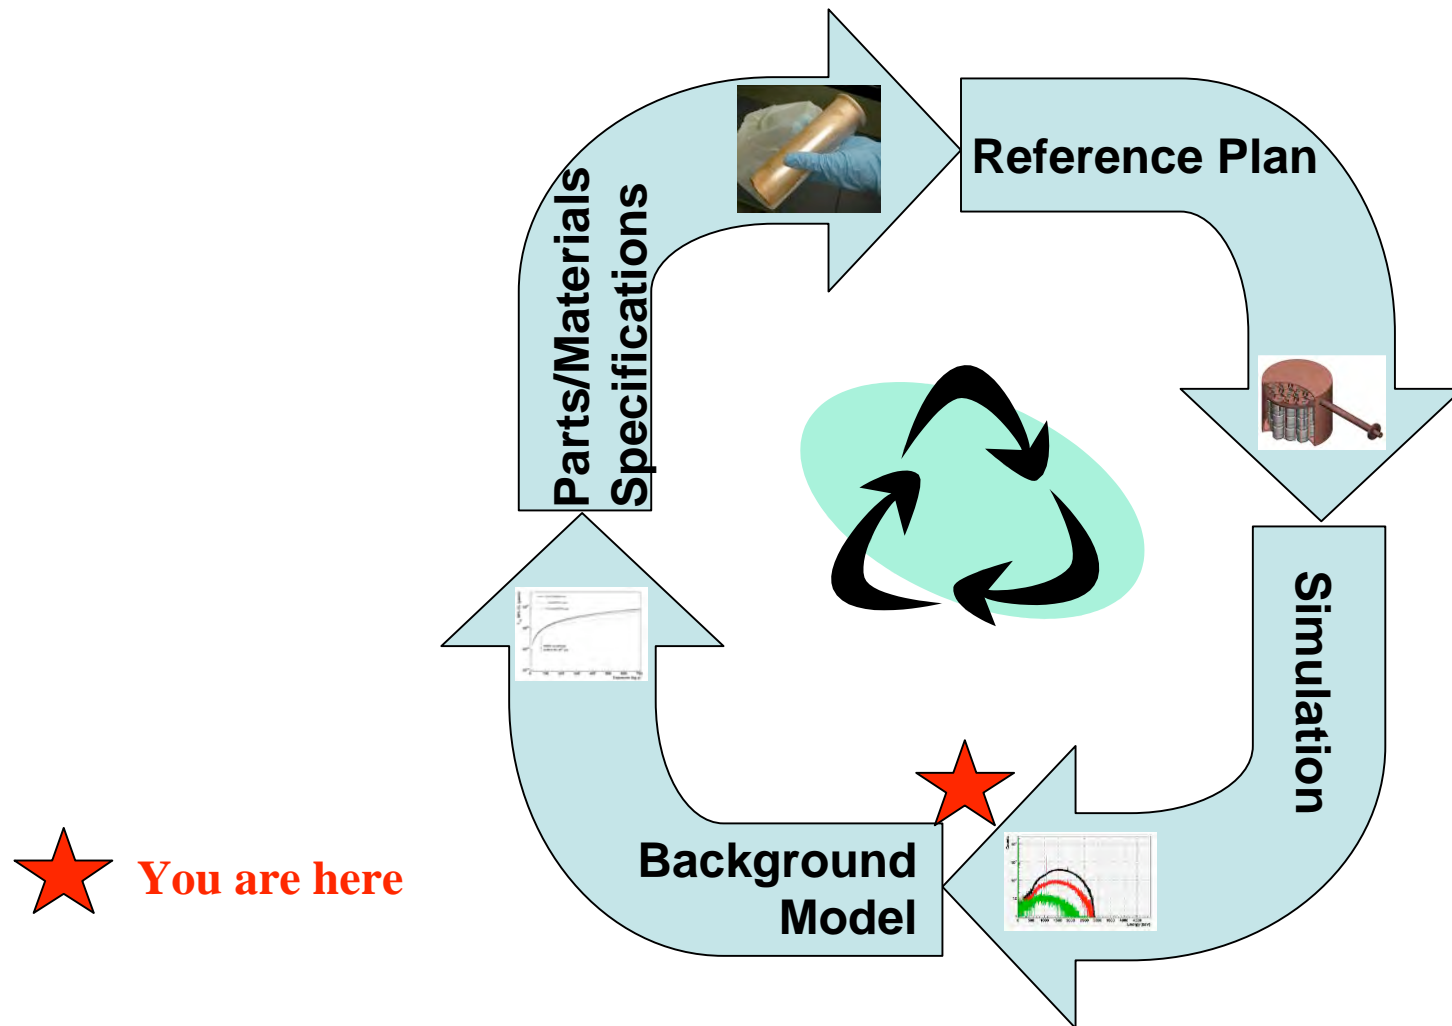 Reference Plan
Parts/Materials
Specifications
Simulation
Background
Model
You are here